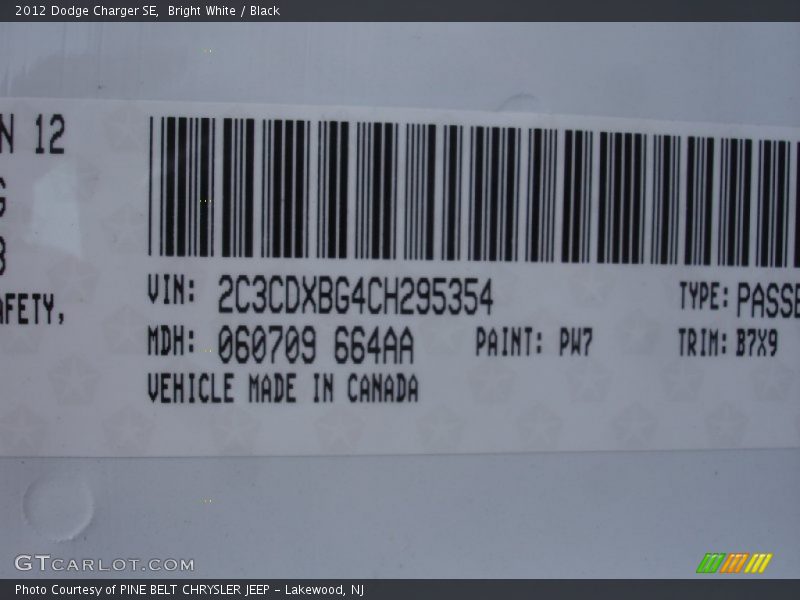 2012 Dodge Charger SE,  Bright White / Black
N 12
VIN: 2C3CDXBG4CH295354
TYPE: PASSE
AFETY,
MDH: 060709 664AA
PAINT: PW7
TRIM: B7X9
VEHICLE MADE IN CANADA
GTCARLOT.COM
Photo Courtesy of PINE BELT CHRYSLER JEEP - Lakewood, NJ